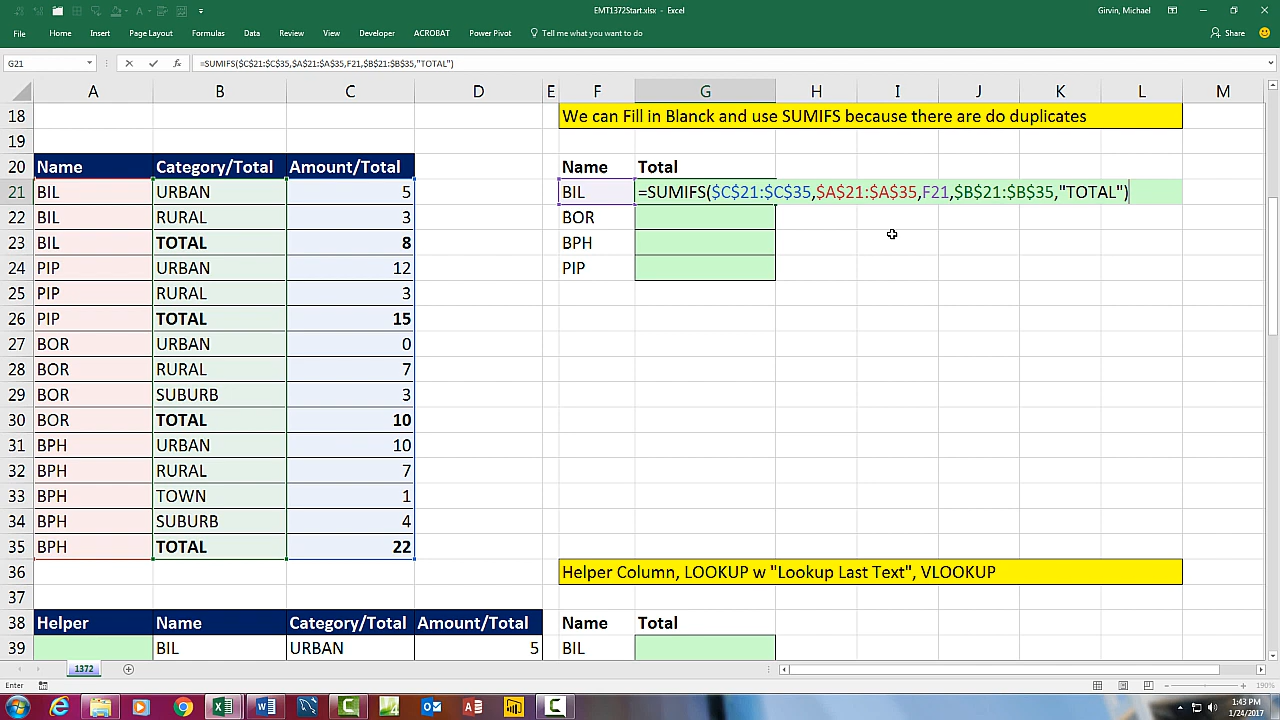 EMT1372Start.xlsx - Excel
Girvin, Michael
File Home Insert Page Layout Formulas Data Review View Developer ACROBAT Power Pivot Tell me what you want to do Share
G21 fx =SUMIFS($C$21:$C$35,$A$21:$A$35,F21,$B$21:$B$35,"TOTAL")
A B C D E F G H I J K L M
18 We can Fill in Blanck and use SUMIFS because there are do duplicates
19
20 Name Category/Total Amount/Total Name Total
21 BIL URBAN 5 BIL =SUMIFS($C$21:$C$35,$A$21:$A$35,F21,$B$21:$B$35,"TOTAL")
22 BIL RURAL 3 BOR
23 BIL TOTAL 8 BPH
24 PIP URBAN 12 PIP
25 PIP RURAL 3
26 PIP TOTAL 15
27 BOR URBAN 0
28 BOR RURAL 7
29 BOR SUBURB 3
30 BOR TOTAL 10
31 BPH URBAN 10
32 BPH RURAL 7
33 BPH TOWN 1
34 BPH SUBURB 4
35 BPH TOTAL 22
36 Helper Column, LOOKUP w "Lookup Last Text", VLOOKUP
37
38 Helper Name Category/Total Amount/Total Name Total
39 BIL URBAN 5 BIL
1372
Enter 190%
1:43 PM
1/24/2017